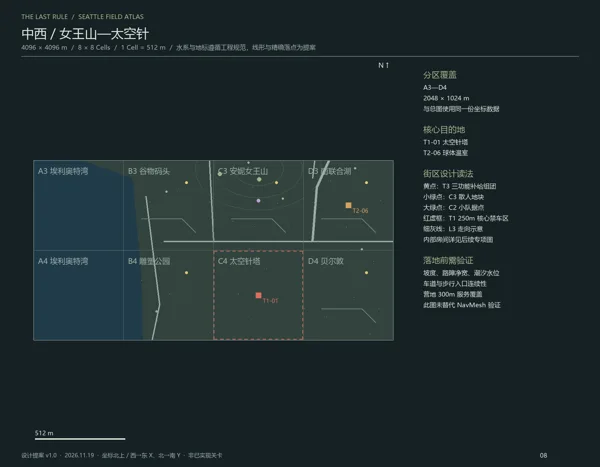 THE LAST RULE / SEATTLE FIELD ATLAS
中西 / 女王山—太空针
4096 × 4096 m / 8 × 8 Cells / 1 Cell = 512 m / 水系与地标遵循工程规范，线形与精确落点为提案
N↑
分区覆盖
A3—D4
2048 × 1024 m
与总图使用同一份坐标数据
核心目的地
T1-01 太空针塔
T2-06 球体温室
街区设计读法
黄点：T3 三功能补给组团
小绿点：C3 散人地块
大绿点：C2 小队据点
红虚框：T1 250m 核心禁车区
细灰线：L3 走向示意
内部房间详见后续专项图
落地前需验证
坡度、路障净宽、潮汐水位
车道与步行入口连续性
营地 300m 服务覆盖
此图未替代 NavMesh 验证
A3 埃利奥特湾
B3 谷物码头
C3 安妮女王山
D3 南联合湖
T2-06
A4 埃利奥特湾
B4 雕塑公园
C4 太空针塔
D4 贝尔敦
T1-01
512 m
设计提案 v1.0 · 2026.11.19 · 坐标北上 / 西→东 X、北→南 Y · 非已实装关卡
08